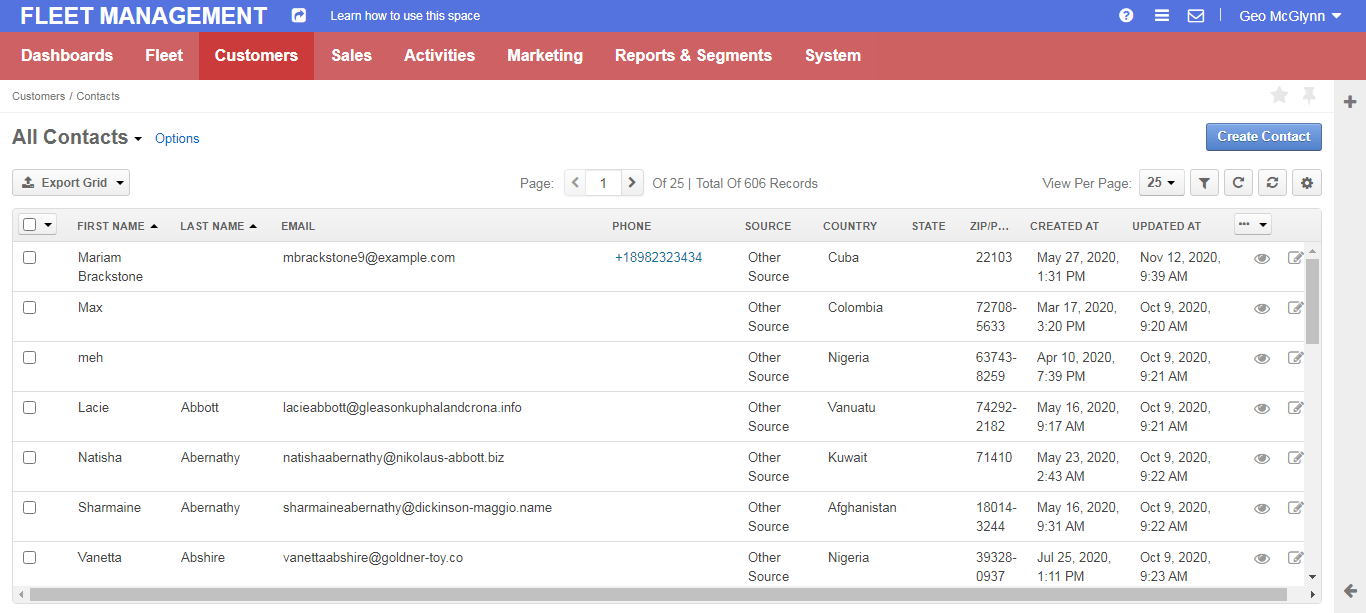 FLEET MANAGEMENT Learn how to use this space Geo McGlynn
Dashboards Fleet Customers Sales Activities Marketing Reports & Segments System
Customers / Contacts
All Contacts Options Create Contact
Export Grid Page: 1 Of 25 | Total Of 606 Records View Per Page: 25
FIRST NAME LAST NAME EMAIL PHONE SOURCE COUNTRY STATE ZIP/P... CREATED AT UPDATED AT
Mariam mbrackstone9@example.com +18982323434 Other Cuba 22103 May 27, 2020, Nov 12, 2020,
Brackstone Source 1:31 PM 9:39 AM
Max Other Colombia 72708- Mar 17, 2020, Oct 9, 2020,
Source 5633 3:20 PM 9:20 AM
meh Other Nigeria 63743- Apr 10, 2020, Oct 9, 2020,
Source 8259 7:39 PM 9:21 AM
Lacie Abbott lacieabbott@gleasonkuphalandcrona.info Other Vanuatu 74292- May 16, 2020, Oct 9, 2020,
Source 2182 9:17 AM 9:21 AM
Natisha Abernathy natishaabernathy@nikolaus-abbott.biz Other Kuwait 71410 May 23, 2020, Oct 9, 2020,
Source 2:43 AM 9:22 AM
Sharmaine Abernathy sharmaineabernathy@dickinson-maggio.name Other Afghanistan 18014- May 16, 2020, Oct 9, 2020,
Source 3244 9:31 AM 9:22 AM
Vanetta Abshire vanettaabshire@goldner-toy.co Other Nigeria 39328- Jul 25, 2020, Oct 9, 2020,
Source 0937 1:11 PM 9:23 AM